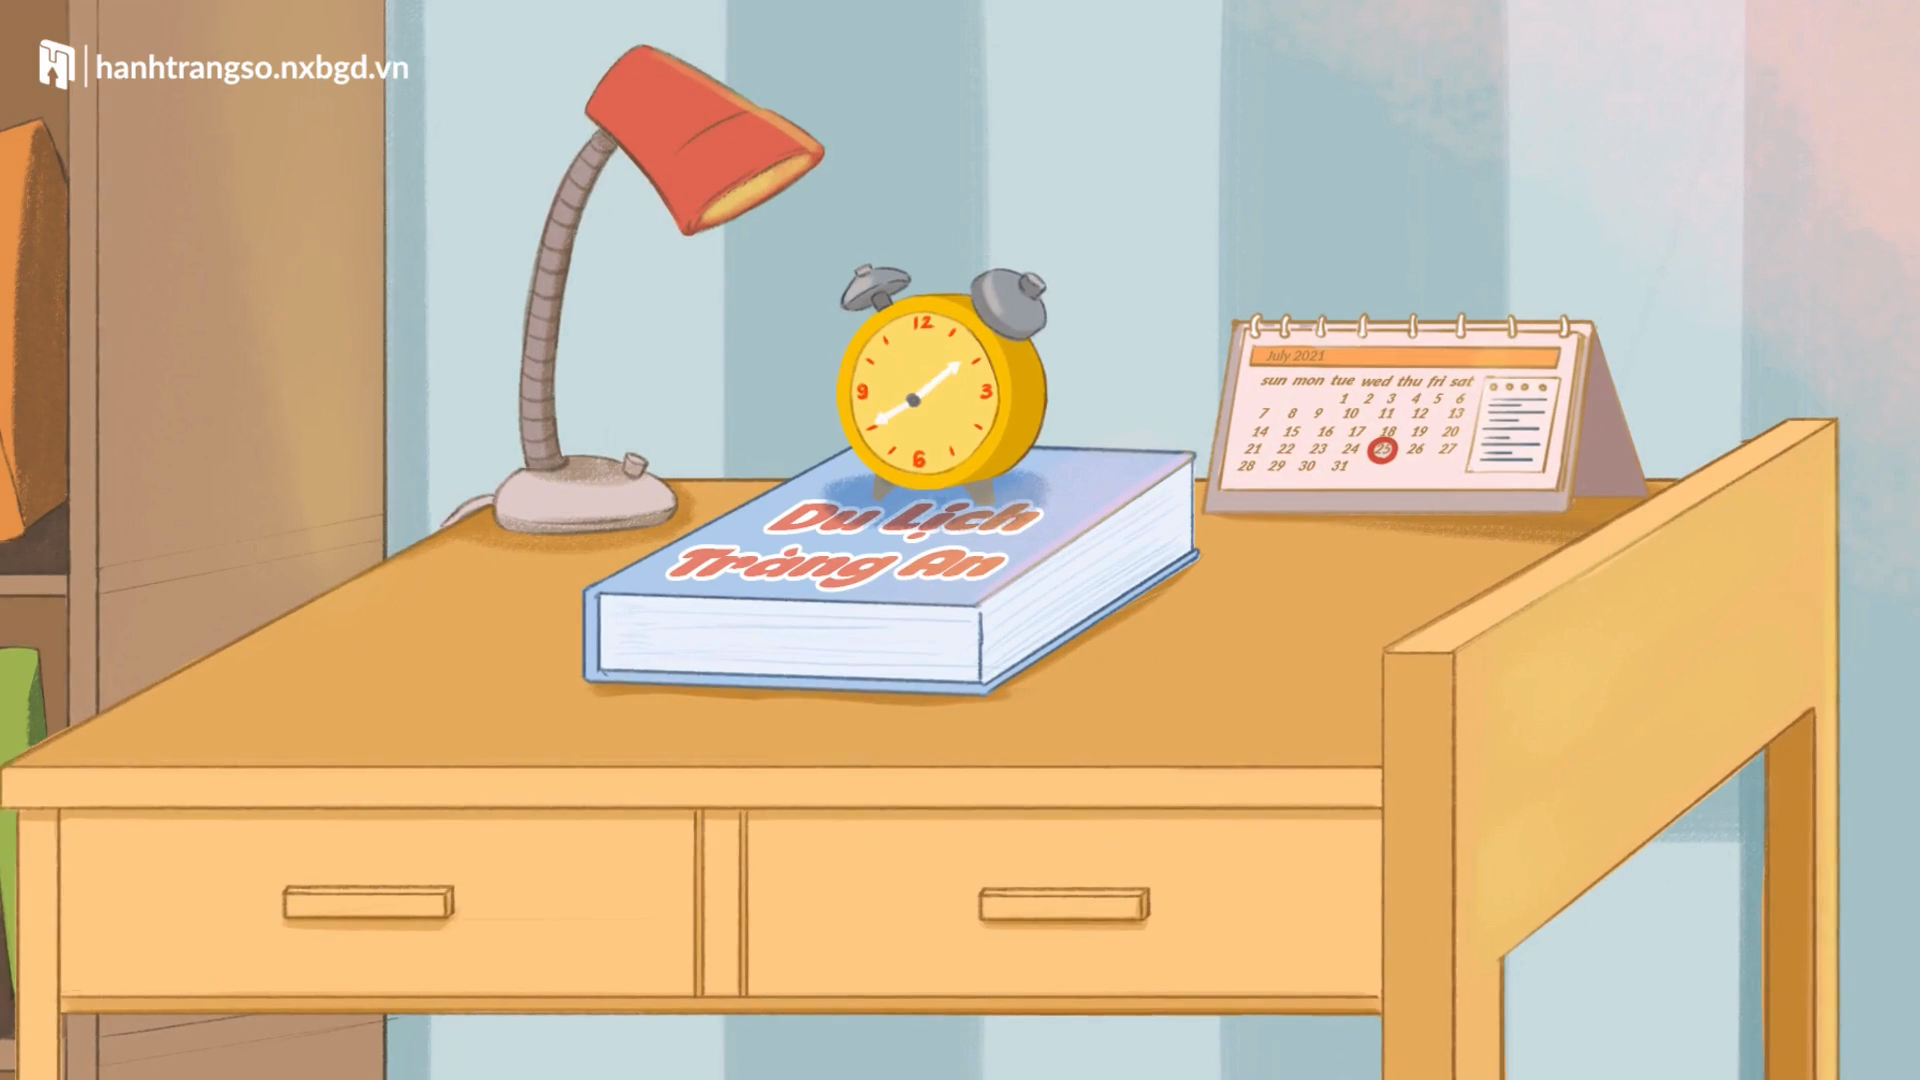 hanhtrangso.nxbgd.vn
12
9
3
6
July 2021
sun mon tue wed thu fri sat
1 2 3 4 5 6
7 8 9 10 11 12 13
14 15 16 17 18 19 20
21 22 23 24 25 26 27
28 29 30 31
Du Lịch
Tràng An